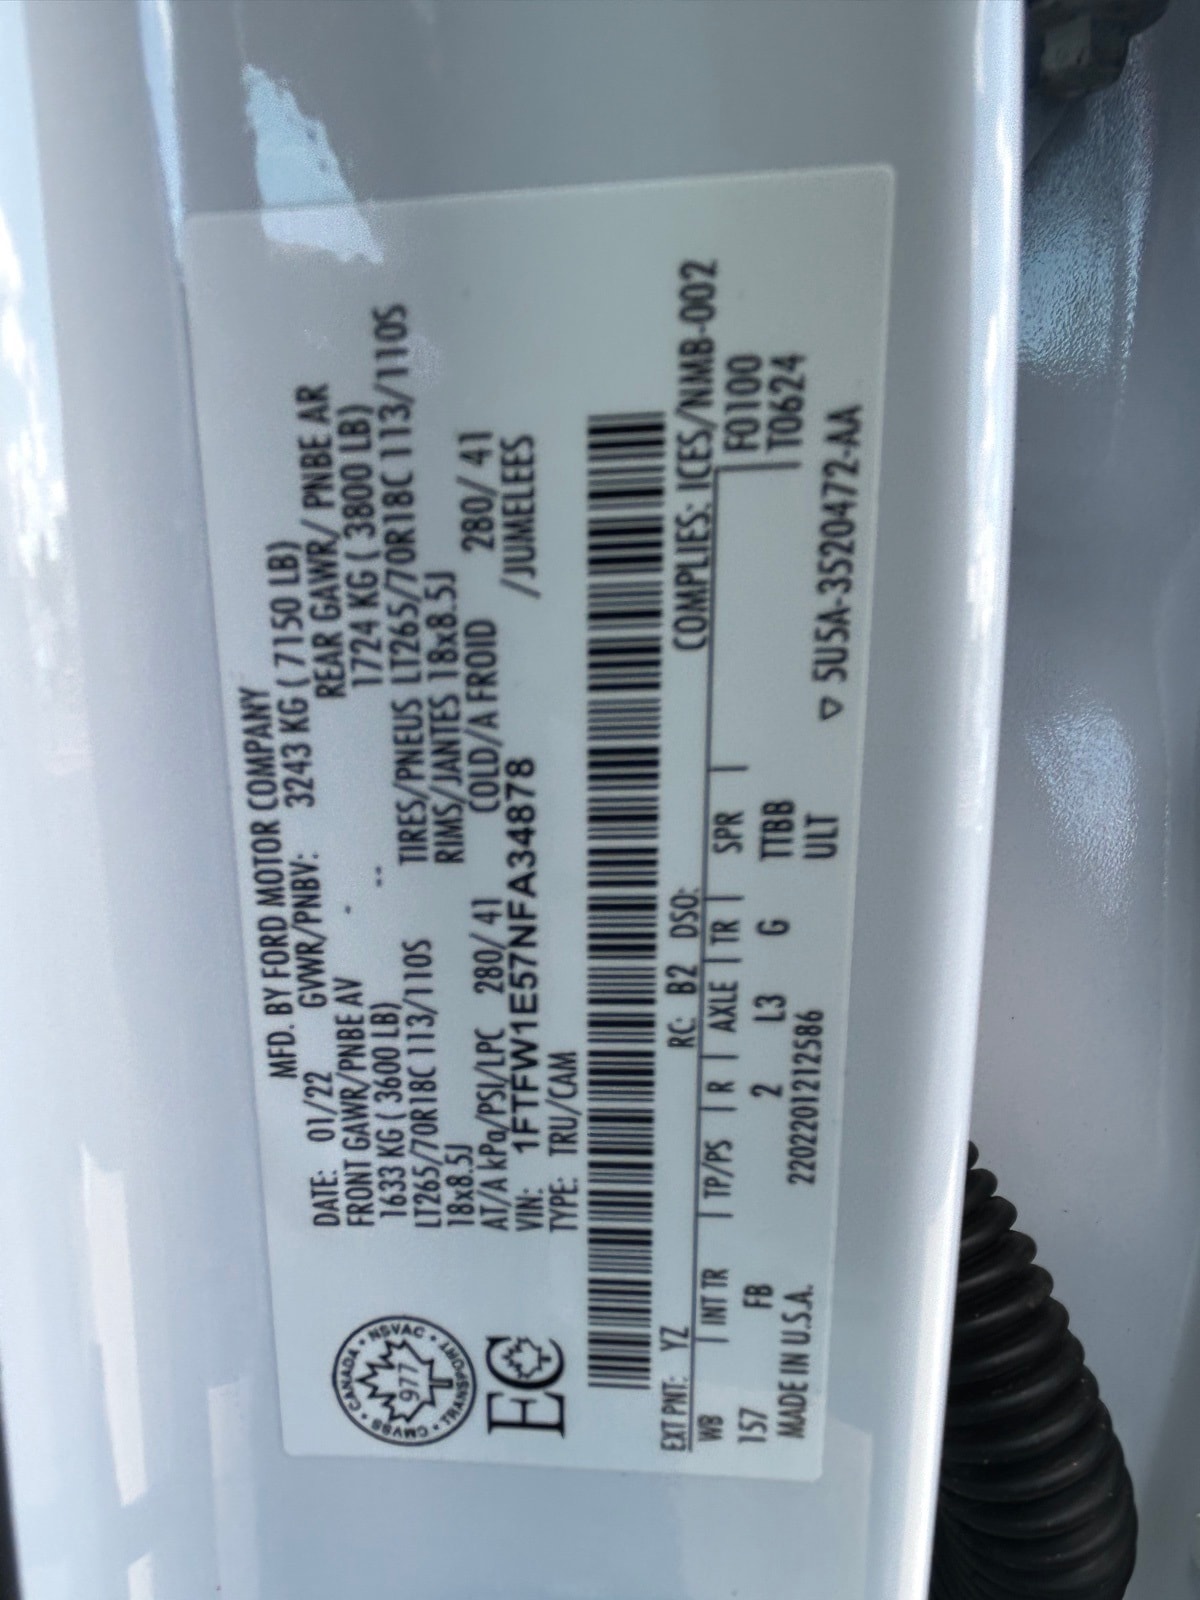 MFD. BY FORD MOTOR COMPANY
DATE: 01/22 GVWR/PNBV: 3243 KG ( 7150 LB)
FRONT GAWR/PNBE AV REAR GAWR/ PNBE AR
1633 KG ( 3600 LB) 1724 KG ( 3800 LB)
LT265/70R18C 113/110S TIRES/PNEUS LT265/70R18C 113/110S
18x8.5J RIMS/JANTES 18x8.5J
AT/A kPa/PSI/LPC 280/ 41 COLD/A FROID 280/ 41
VIN: 1FTFW1E57NFA34878 /JUMELEES
TYPE: TRU/CAM
CMVSS • CANADA • NSVAC • TRANSPORT •
977
EC
COMPLIES: ICES/NMB-002
EXT PNT: YZ RC: B2 DSO:
WB INT TR TP/PS R AXLE TR SPR F0100
157 FB 2 L3 G TTBB T0624
MADE IN U.S.A. 220220121258​6 ULT
5U5A-3520472-AA